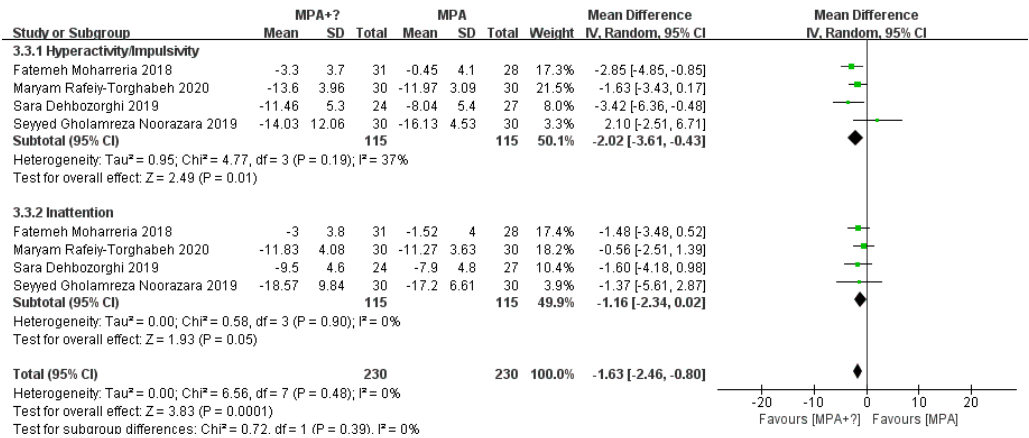 MPA+? MPA Mean Difference Mean Difference
Study or Subgroup Mean SD Total Mean SD Total Weight IV, Random, 95% CI IV, Random, 95% CI
3.3.1 Hyperactivity/Impulsivity
Fatemeh Moharreria 2018 -3.3 3.7 31 -0.45 4.1 28 17.3% -2.85 [-4.85, -0.85]
Maryam Rafeiy-Torghabeh 2020 -13.6 3.96 30 -11.97 3.09 30 21.5% -1.63 [-3.43, 0.17]
Sara Dehbozorghi 2019 -11.46 5.3 24 -8.04 5.4 27 8.0% -3.42 [-6.36, -0.48]
Seyyed Gholamreza Noorazara 2019 -14.03 12.06 30 -16.13 4.53 30 3.3% 2.10 [-2.51, 6.71]
Subtotal (95% CI) 115 115 50.1% -2.02 [-3.61, -0.43]
Heterogeneity: Tau² = 0.95; Chi² = 4.77, df = 3 (P = 0.19); I² = 37%
Test for overall effect: Z = 2.49 (P = 0.01)
3.3.2 Inattention
Fatemeh Moharreria 2018 -3 3.8 31 -1.52 4 28 17.4% -1.48 [-3.48, 0.52]
Maryam Rafeiy-Torghabeh 2020 -11.83 4.08 30 -11.27 3.63 30 18.2% -0.56 [-2.51, 1.39]
Sara Dehbozorghi 2019 -9.5 4.6 24 -7.9 4.8 27 10.4% -1.60 [-4.18, 0.98]
Seyyed Gholamreza Noorazara 2019 -18.57 9.84 30 -17.2 6.61 30 3.9% -1.37 [-5.61, 2.87]
Subtotal (95% CI) 115 115 49.9% -1.16 [-2.34, 0.02]
Heterogeneity: Tau² = 0.00; Chi² = 0.58, df = 3 (P = 0.90); I² = 0%
Test for overall effect: Z = 1.93 (P = 0.05)
Total (95% CI) 230 230 100.0% -1.63 [-2.46, -0.80]
Heterogeneity: Tau² = 0.00; Chi² = 6.56, df = 7 (P = 0.48); I² = 0%
Test for overall effect: Z = 3.83 (P = 0.0001)
Test for subgroup differences: Chi² = 0.72, df = 1 (P = 0.39), I² = 0%
-20 -10 0 10 20
Favours [MPA+?] Favours [MPA]